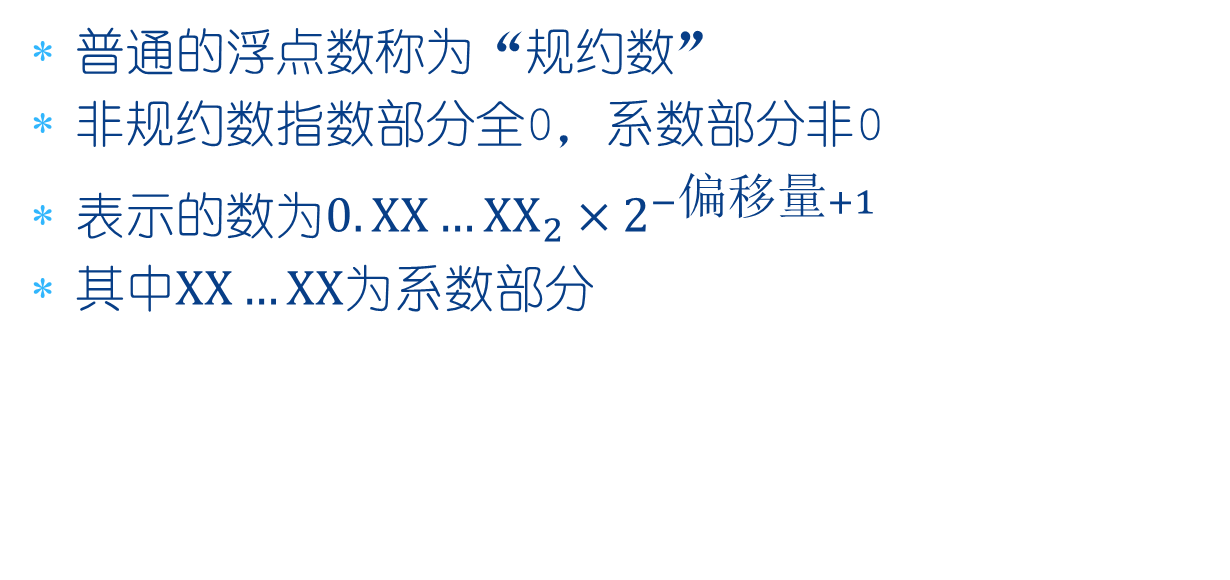 * 普通的浮点数称为“规约数”
* 非规约数指数部分全0，系数部分非0
* 表示的数为0.XX…XX₂ × 2^(−偏移量+1)
* 其中XX…XX为系数部分